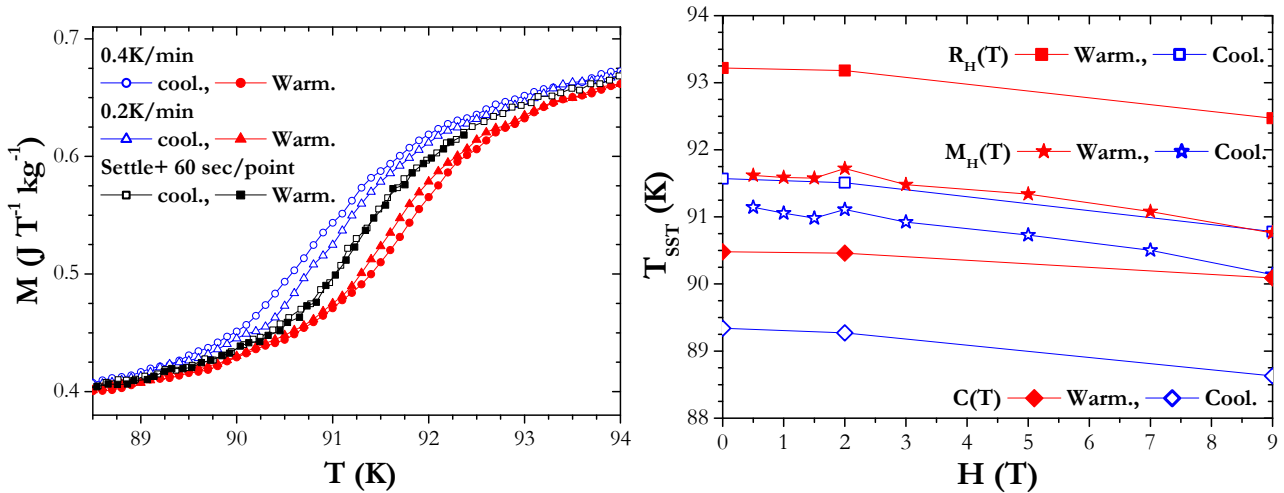 0.7
0.6
0.5
0.4
M (J T⁻¹ kg⁻¹)
0.4K/min
cool., Warm.
0.2K/min
cool., Warm.
Settle+ 60 sec/point
cool., Warm.
89 90 91 92 93 94
T (K)
94
93
92
91
90
89
88
T_SST (K)
R_H(T) Warm., Cool.
M_H(T) Warm., Cool.
C(T) Warm., Cool.
0 1 2 3 4 5 6 7 8 9
H (T)